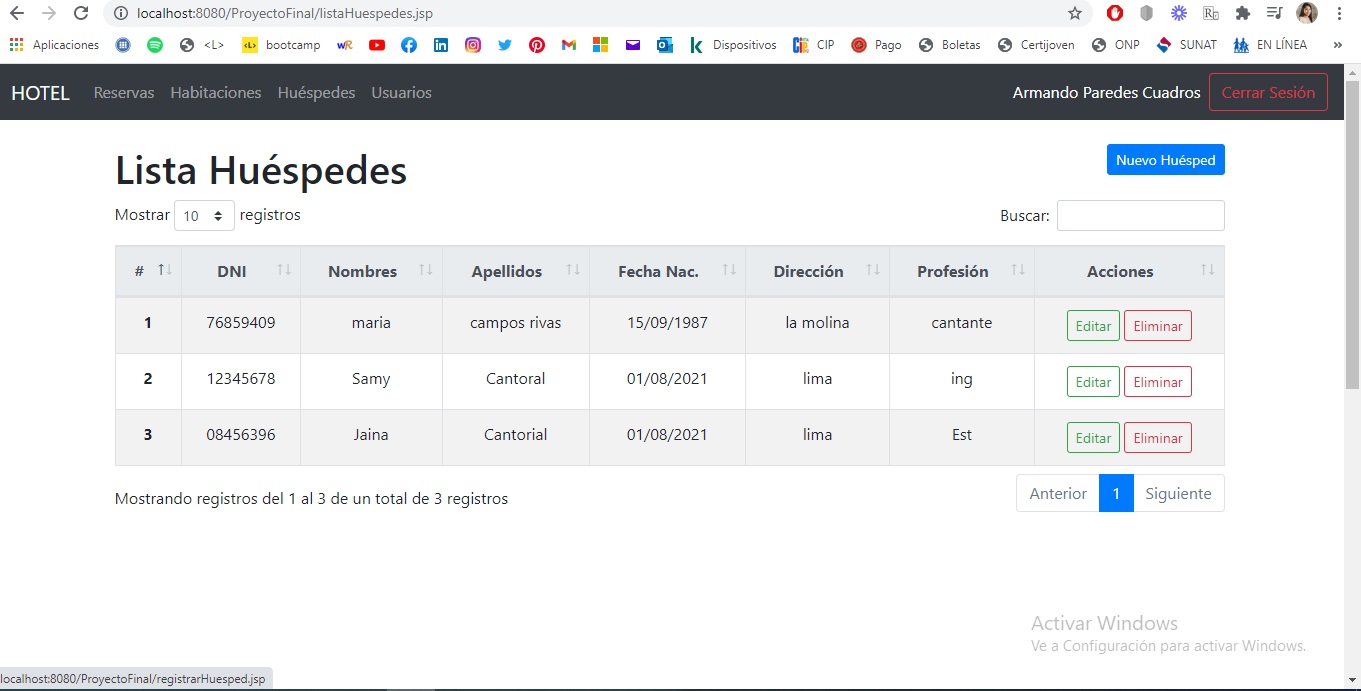 localhost:8080/ProyectoFinal/listaHuespedes.jsp
Aplicaciones <L> bootcamp Dispositivos CIP Pago Boletas Certijoven ONP SUNAT EN LÍNEA »
HOTEL Reservas Habitaciones Huéspedes Usuarios Armando Paredes Cuadros Cerrar Sesión
Lista Huéspedes Nuevo Huésped
Mostrar 10 registros Buscar:
# DNI Nombres Apellidos Fecha Nac. Dirección Profesión Acciones
1 76859409 maria campos rivas 15/09/1987 la molina cantante Editar Eliminar
2 12345678 Samy Cantoral 01/08/2021 lima ing Editar Eliminar
3 08456396 Jaina Cantorial 01/08/2021 lima Est Editar Eliminar
Mostrando registros del 1 al 3 de un total de 3 registros Anterior 1 Siguiente
Activar Windows
Ve a Configuración para activar Windows.
localhost:8080/ProyectoFinal/registrarHuesped.jsp